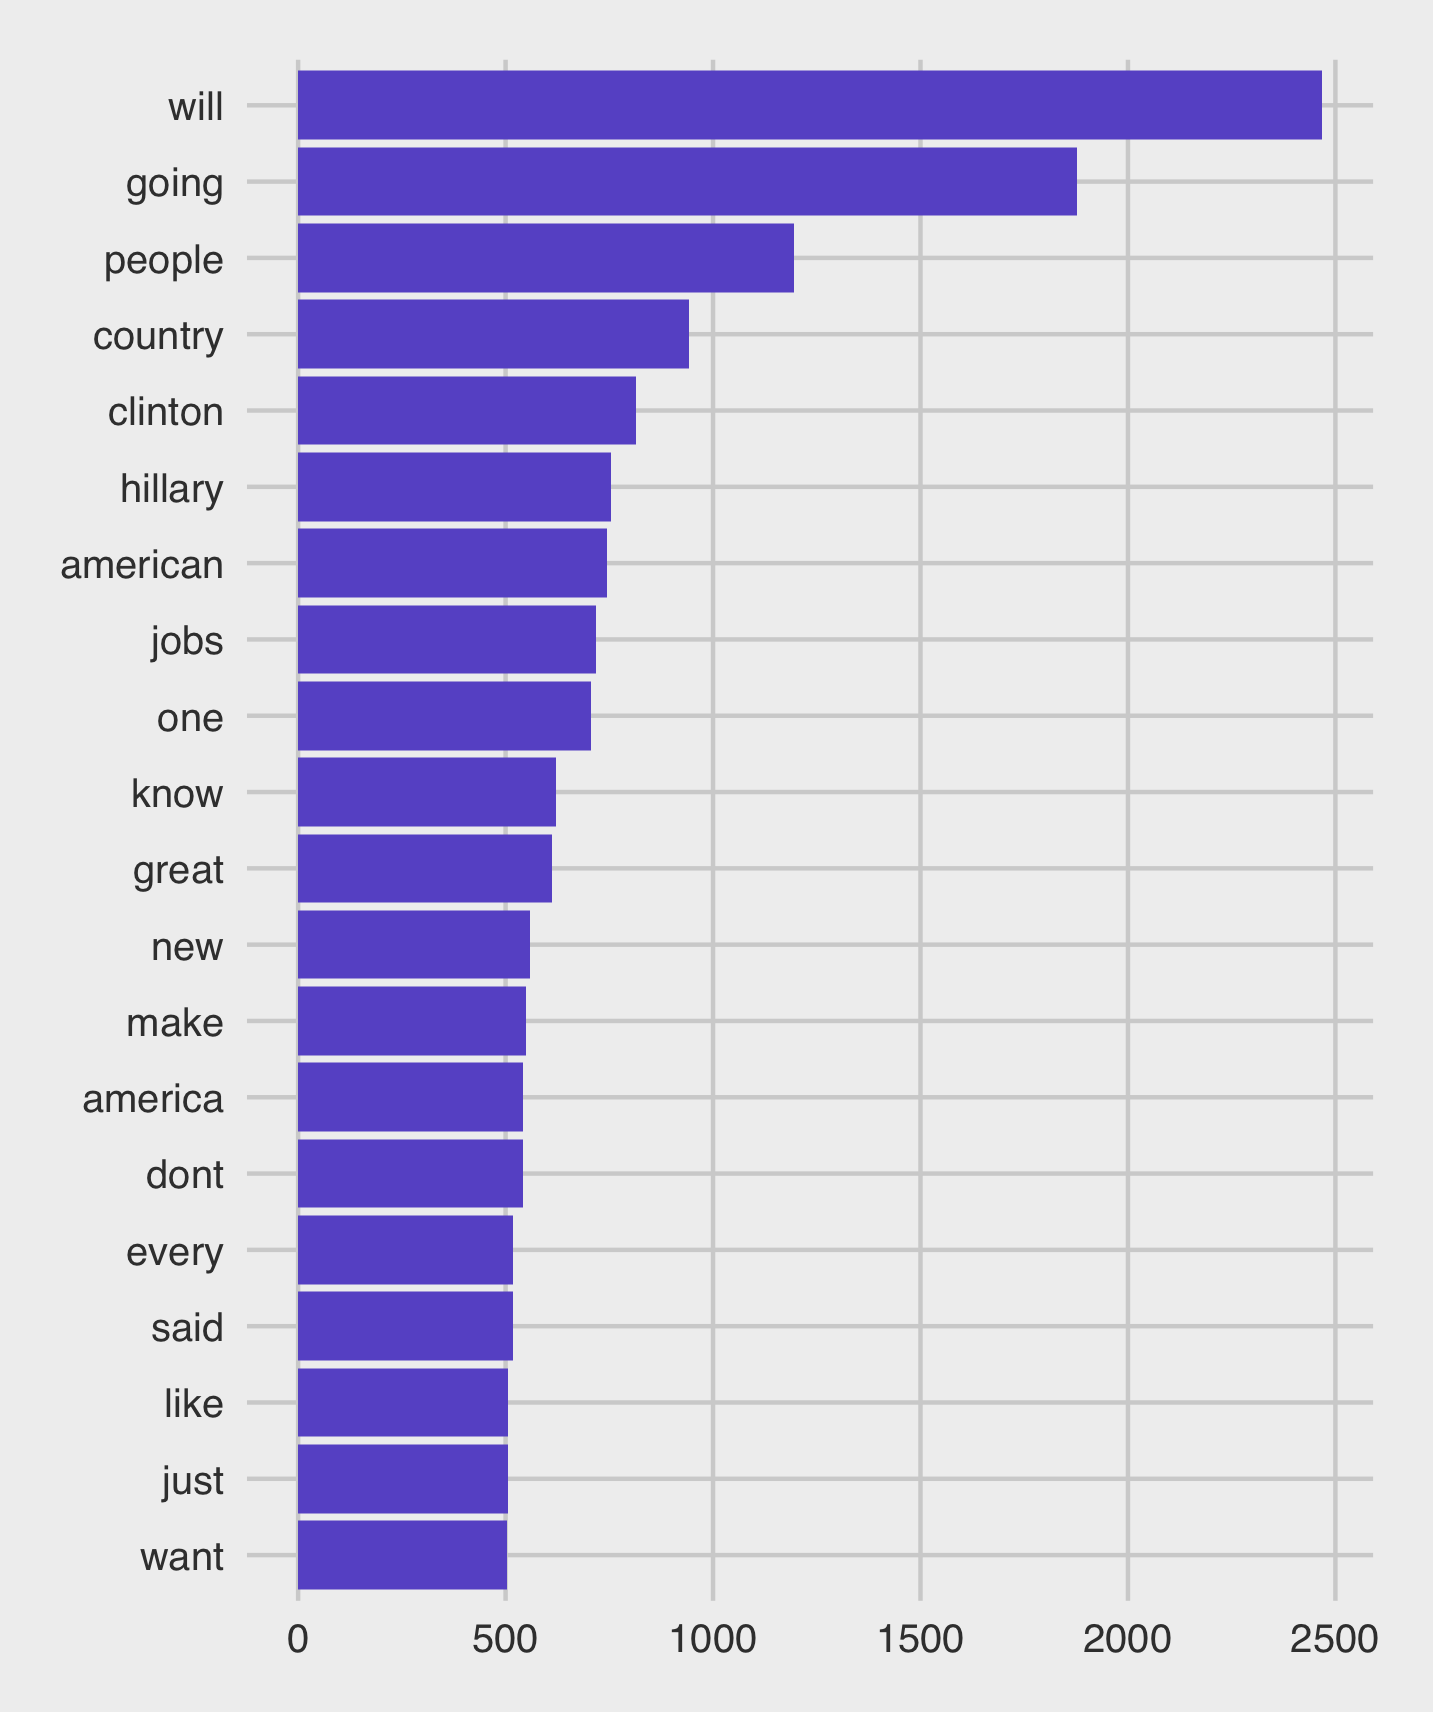 will
going
people
country
clinton
hillary
american
jobs
one
know
great
new
make
america
dont
every
said
like
just
want
0 500 1000 1500 2000 2500